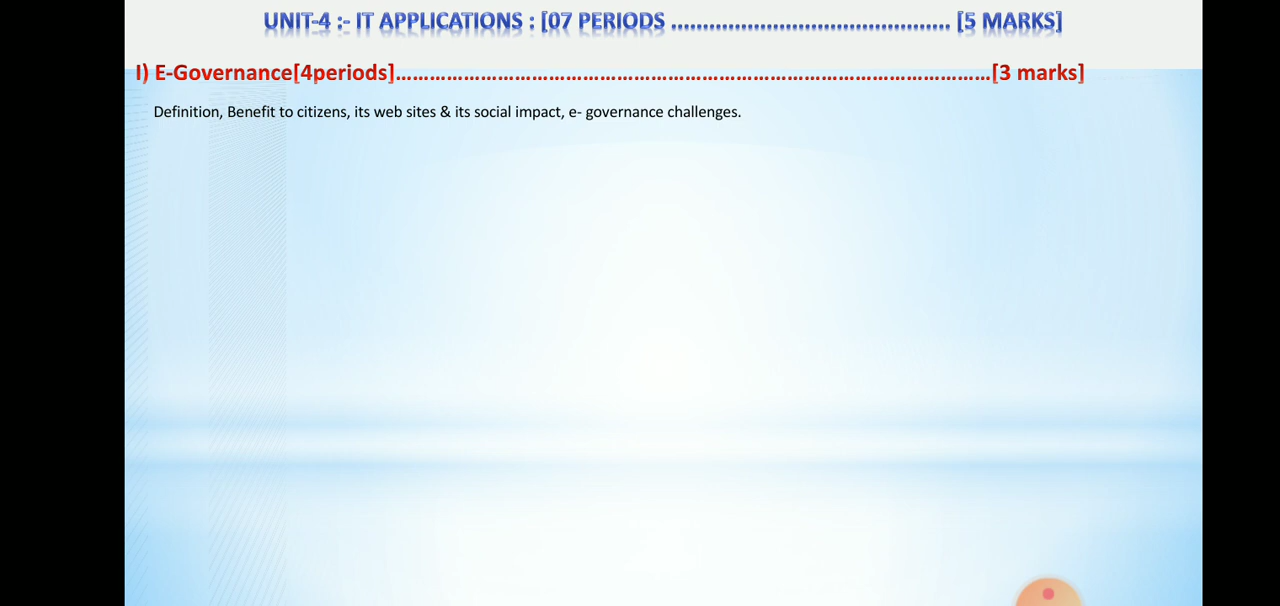 UNIT-4 :- IT APPLICATIONS : [07 PERIODS ............................................ [5 MARKS]
I) E-Governance[4periods]……………………………………………………………………………………………[3 marks]
Definition, Benefit to citizens, its web sites & its social impact, e- governance challenges.